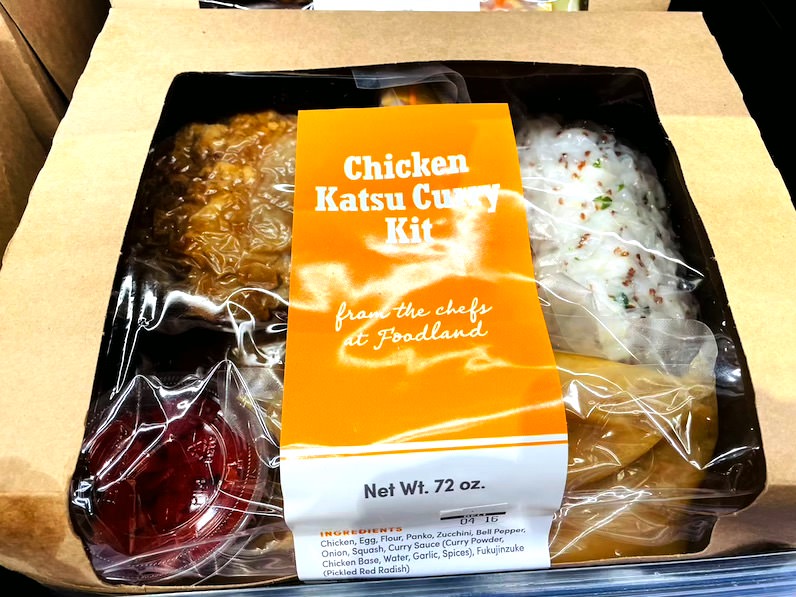 Chicken
Katsu Curry
Kit
from the chefs
at Foodland
Net Wt. 72 oz.
04 16
INGREDIENTS
Chicken, Egg, Flour, Panko, Zucchini, Bell Pepper,
Onion, Squash, Curry Sauce (Curry Powder,
Chicken Base, Water, Garlic, Spices), Fukujinzuke
(Pickled Red Radish)